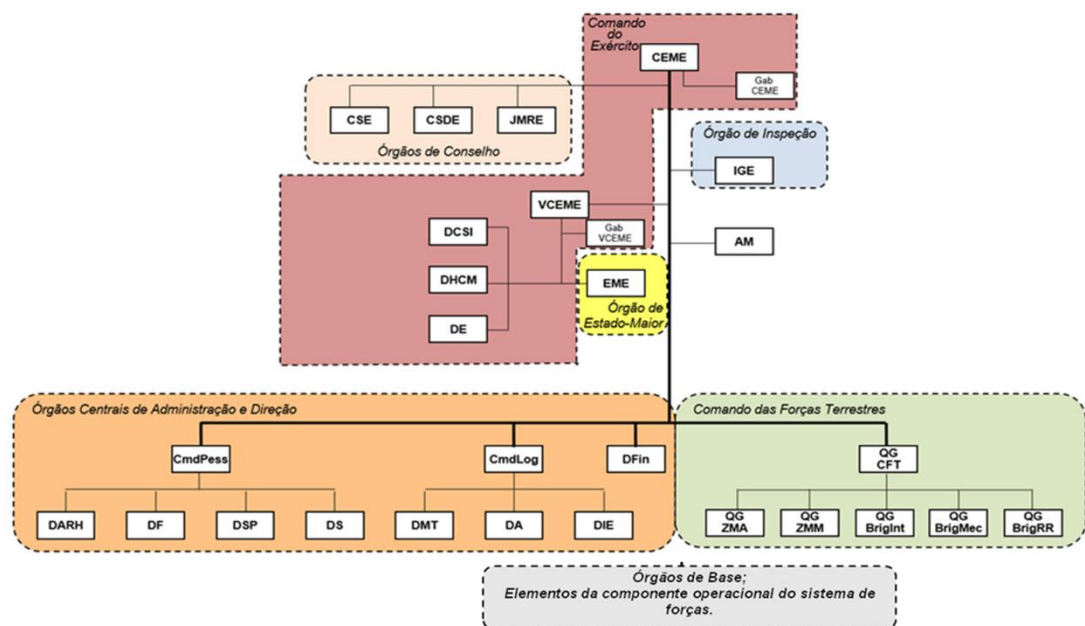 Comando
do
Exército
CEME
Gab
CEME
CSE
CSDE
JMRE
Órgãos de Conselho
Órgão de Inspeção
IGE
VCEME
Gab
VCEME
DCSI
AM
DHCM
EME
DE
Órgão de
Estado-Maior
Órgãos Centrais de Administração e Direção
Comando das Forças Terrestres
CmdPess
CmdLog
DFin
QG
CFT
DARH
DF
DSP
DS
DMT
DA
DIE
QG
ZMA
QG
ZMM
QG
BrigInt
QG
BrigMec
QG
BrigRR
Órgãos de Base;
Elementos da componente operacional do sistema de
forças.